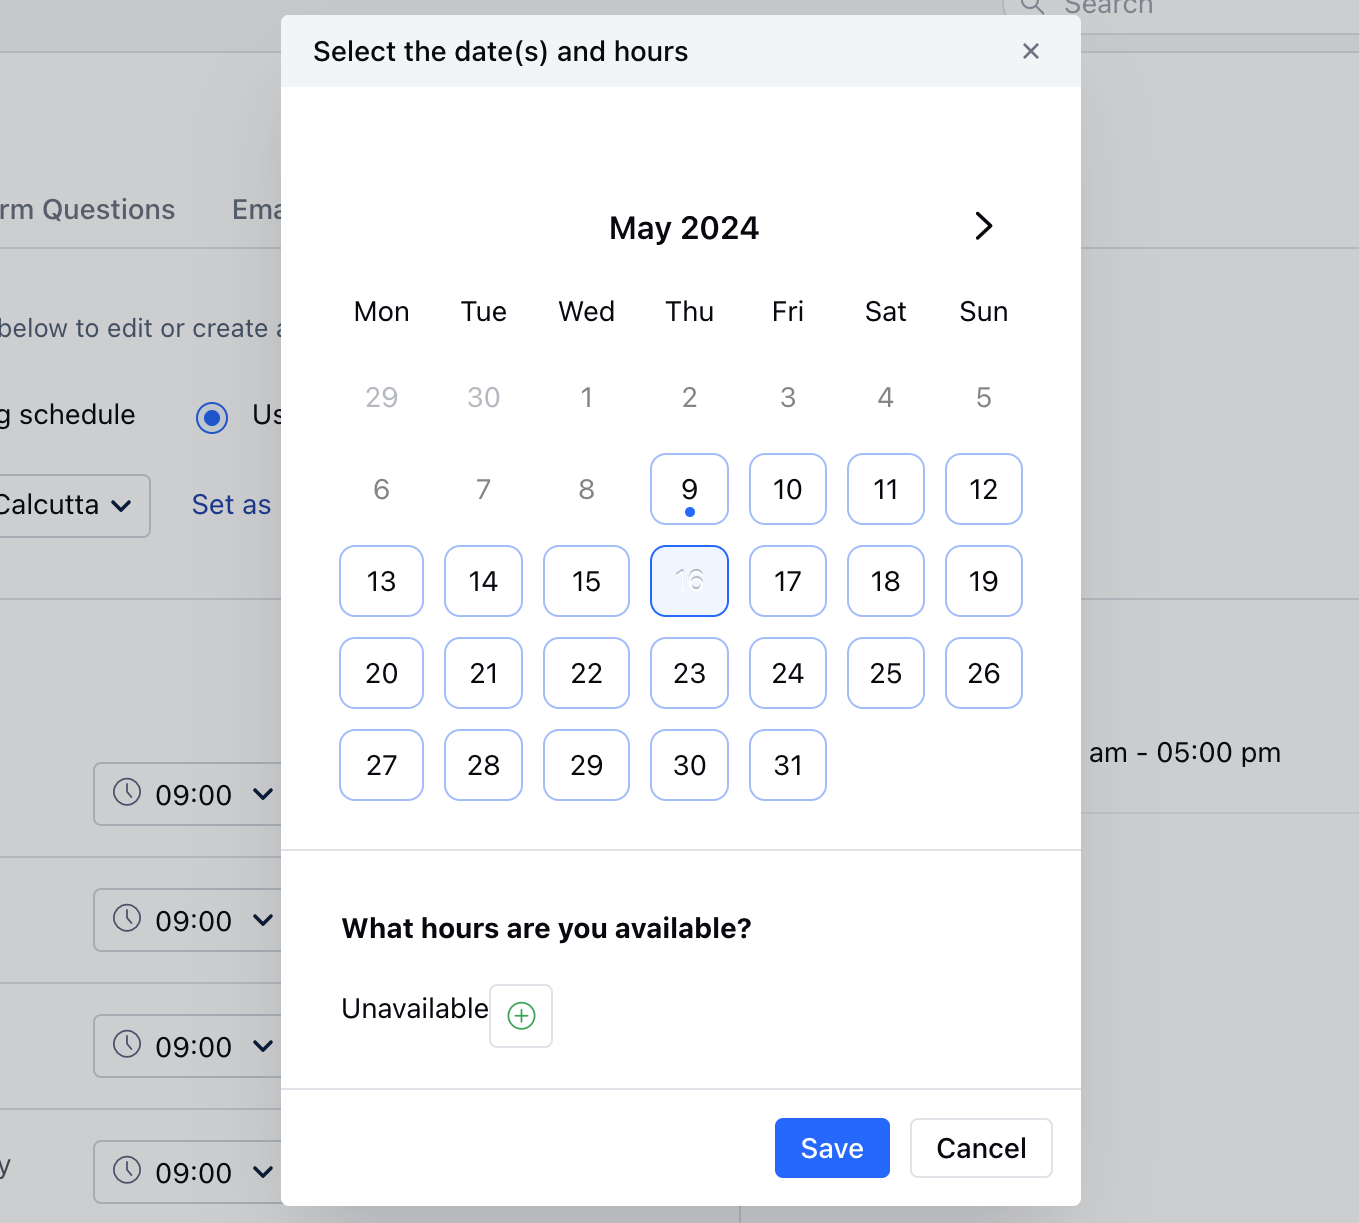 Search
Select the date(s) and hours
rm Questions
Ema
May 2024
Mon Tue Wed Thu Fri Sat Sun
below to edit or create a
29 30 1 2 3 4 5
g schedule
Us
6 7 8 9 10 11 12
Calcutta
Set as
13 14 15 16 17 18 19
20 21 22 23 24 25 26
27 28 29 30 31
am - 05:00 pm
09:00
What hours are you available?
09:00
Unavailable
09:00
Save
Cancel
y
09:00